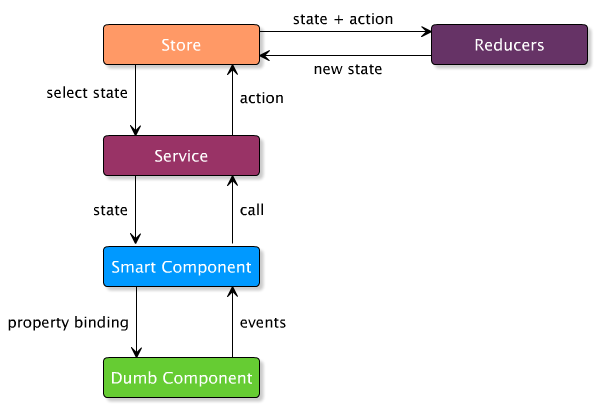 state + action
Store
Reducers
new state
select state
action
Service
state
call
Smart Component
property binding
events
Dumb Component